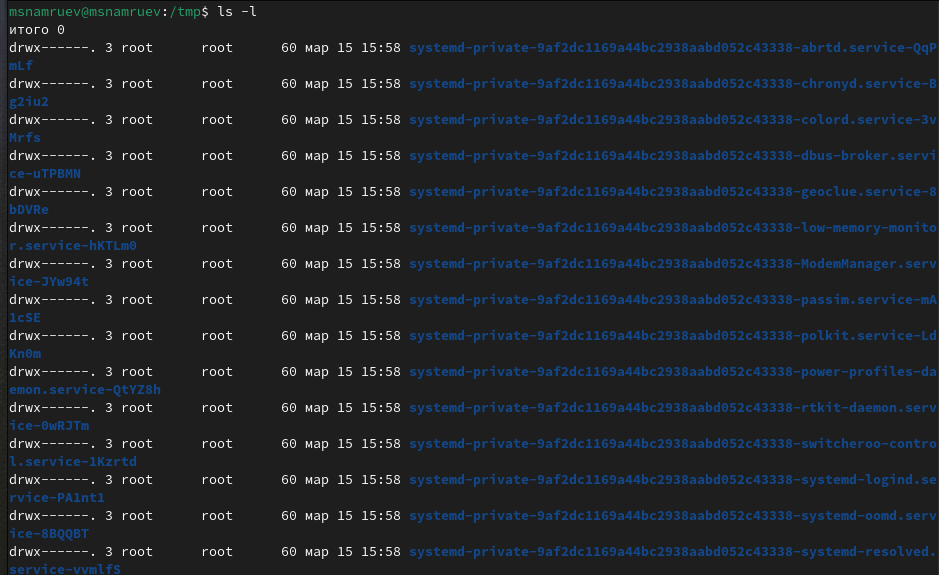 msnamruev@msnamruev:/tmp$ ls -l
итого 0
drwx------. 3 root      root      60 мар 15 15:58 systemd-private-9af2dc1169a44bc2938aabd052c43338-abrtd.service-QqP
mLf
drwx------. 3 root      root      60 мар 15 15:58 systemd-private-9af2dc1169a44bc2938aabd052c43338-chronyd.service-B
g2iu2
drwx------. 3 root      root      60 мар 15 15:58 systemd-private-9af2dc1169a44bc2938aabd052c43338-colord.service-3v
Mrfs
drwx------. 3 root      root      60 мар 15 15:58 systemd-private-9af2dc1169a44bc2938aabd052c43338-dbus-broker.servi
ce-uTPBMN
drwx------. 3 root      root      60 мар 15 15:58 systemd-private-9af2dc1169a44bc2938aabd052c43338-geoclue.service-8
bDVRe
drwx------. 3 root      root      60 мар 15 15:58 systemd-private-9af2dc1169a44bc2938aabd052c43338-low-memory-monito
r.service-hKTLm0
drwx------. 3 root      root      60 мар 15 15:58 systemd-private-9af2dc1169a44bc2938aabd052c43338-ModemManager.serv
ice-JYw94t
drwx------. 3 root      root      60 мар 15 15:58 systemd-private-9af2dc1169a44bc2938aabd052c43338-passim.service-mA
1cSE
drwx------. 3 root      root      60 мар 15 15:58 systemd-private-9af2dc1169a44bc2938aabd052c43338-polkit.service-Ld
Kn0m
drwx------. 3 root      root      60 мар 15 15:58 systemd-private-9af2dc1169a44bc2938aabd052c43338-power-profiles-da
emon.service-QtYZ8h
drwx------. 3 root      root      60 мар 15 15:58 systemd-private-9af2dc1169a44bc2938aabd052c43338-rtkit-daemon.serv
ice-0wRJTm
drwx------. 3 root      root      60 мар 15 15:58 systemd-private-9af2dc1169a44bc2938aabd052c43338-switcheroo-contro
l.service-1Kzrtd
drwx------. 3 root      root      60 мар 15 15:58 systemd-private-9af2dc1169a44bc2938aabd052c43338-systemd-logind.se
rvice-PA1nt1
drwx------. 3 root      root      60 мар 15 15:58 systemd-private-9af2dc1169a44bc2938aabd052c43338-systemd-oomd.serv
ice-8BQQBT
drwx------. 3 root      root      60 мар 15 15:58 systemd-private-9af2dc1169a44bc2938aabd052c43338-systemd-resolved.
service-vvmlfS